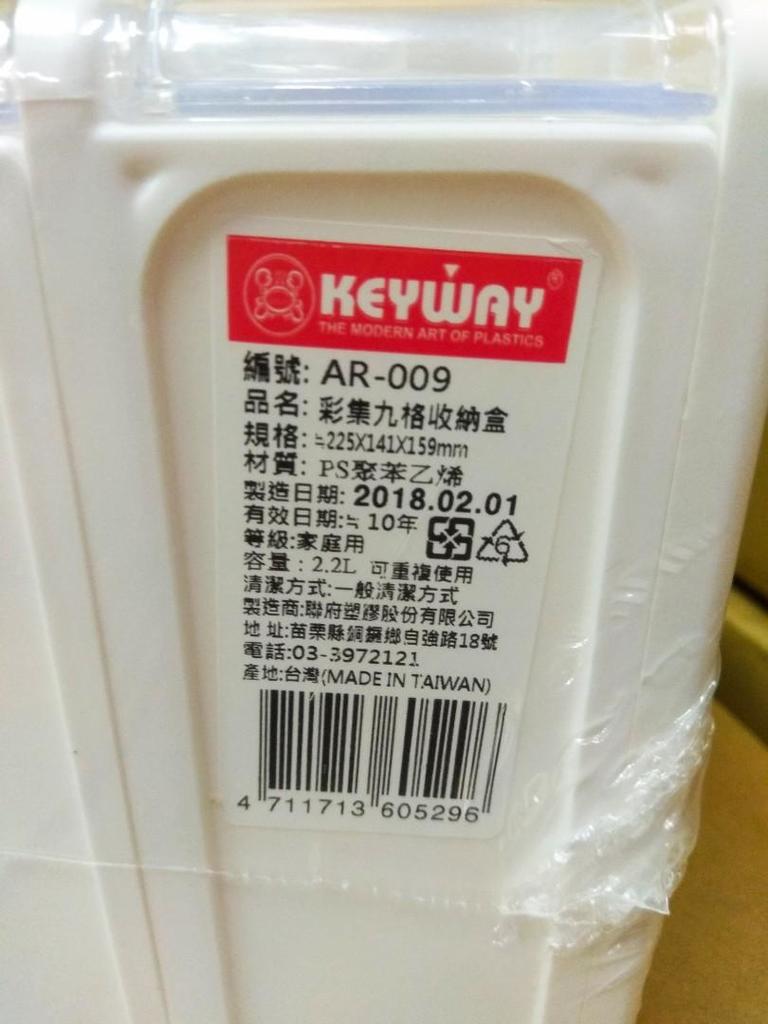 KEYWAY®
THE MODERN ART OF PLASTICS
編號: AR-009
品名: 彩集九格收納盒
規格:≒225X141X159mm
材質: PS聚苯乙烯
製造日期: 2018.02.01
有效日期:≒ 10年
6
等級:家庭用
容量: 2.2L 可重複使用
清潔方式:一般清潔方式
製造商:聯府塑膠股份有限公司
地 址:苗栗縣銅鑼鄉自強路18號
電話:03-3972121
產地:台灣(MADE IN TAIWAN)
4 711713 605296